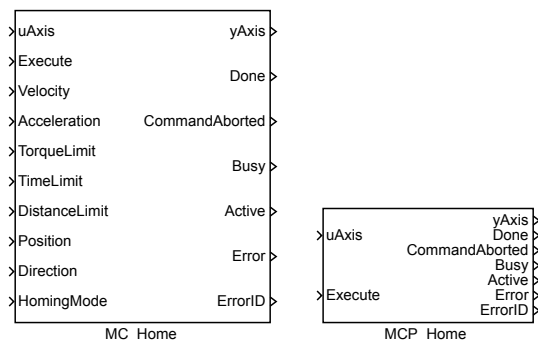 uAxis yAxis
Execute
Done
Velocity
Acceleration CommandAborted
TorqueLimit
Busy
TimeLimit
DistanceLimit Active
Position
Error
Direction
HomingMode ErrorID
MC_Home
yAxis
uAxis Done
CommandAborted
Busy
Active
Execute Error
ErrorID
MCP_Home